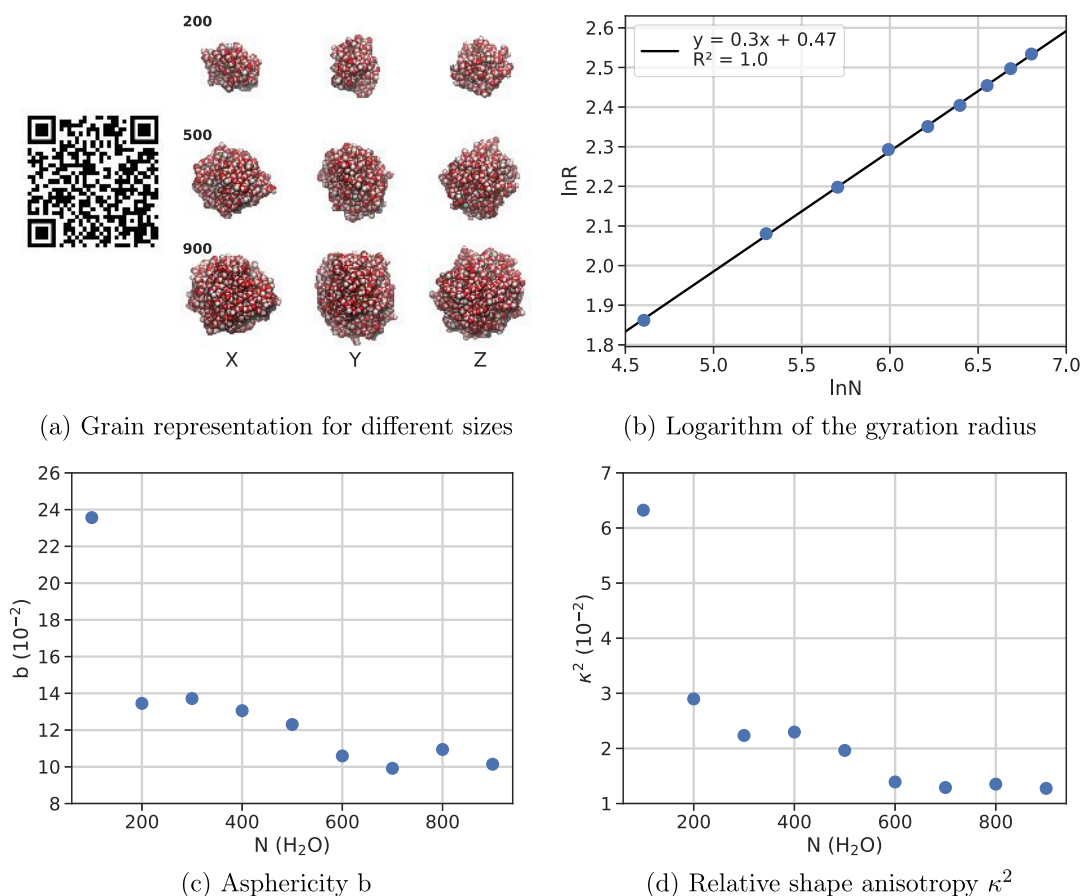 200
500
900
X Y Z
(a) Grain representation for different sizes
y = 0.3x + 0.47
R² = 1.0
2.6
2.5
2.4
2.3
2.2
2.1
2.0
1.9
1.8
lnR
4.5 5.0 5.5 6.0 6.5 7.0
lnN
(b) Logarithm of the gyration radius
26
24
22
20
18
16
14
12
10
8
b (10⁻²)
200 400 600 800
N (H₂O)
(c) Asphericity b
7
6
5
4
3
2
1
κ² (10⁻²)
200 400 600 800
N (H₂O)
(d) Relative shape anisotropy κ²